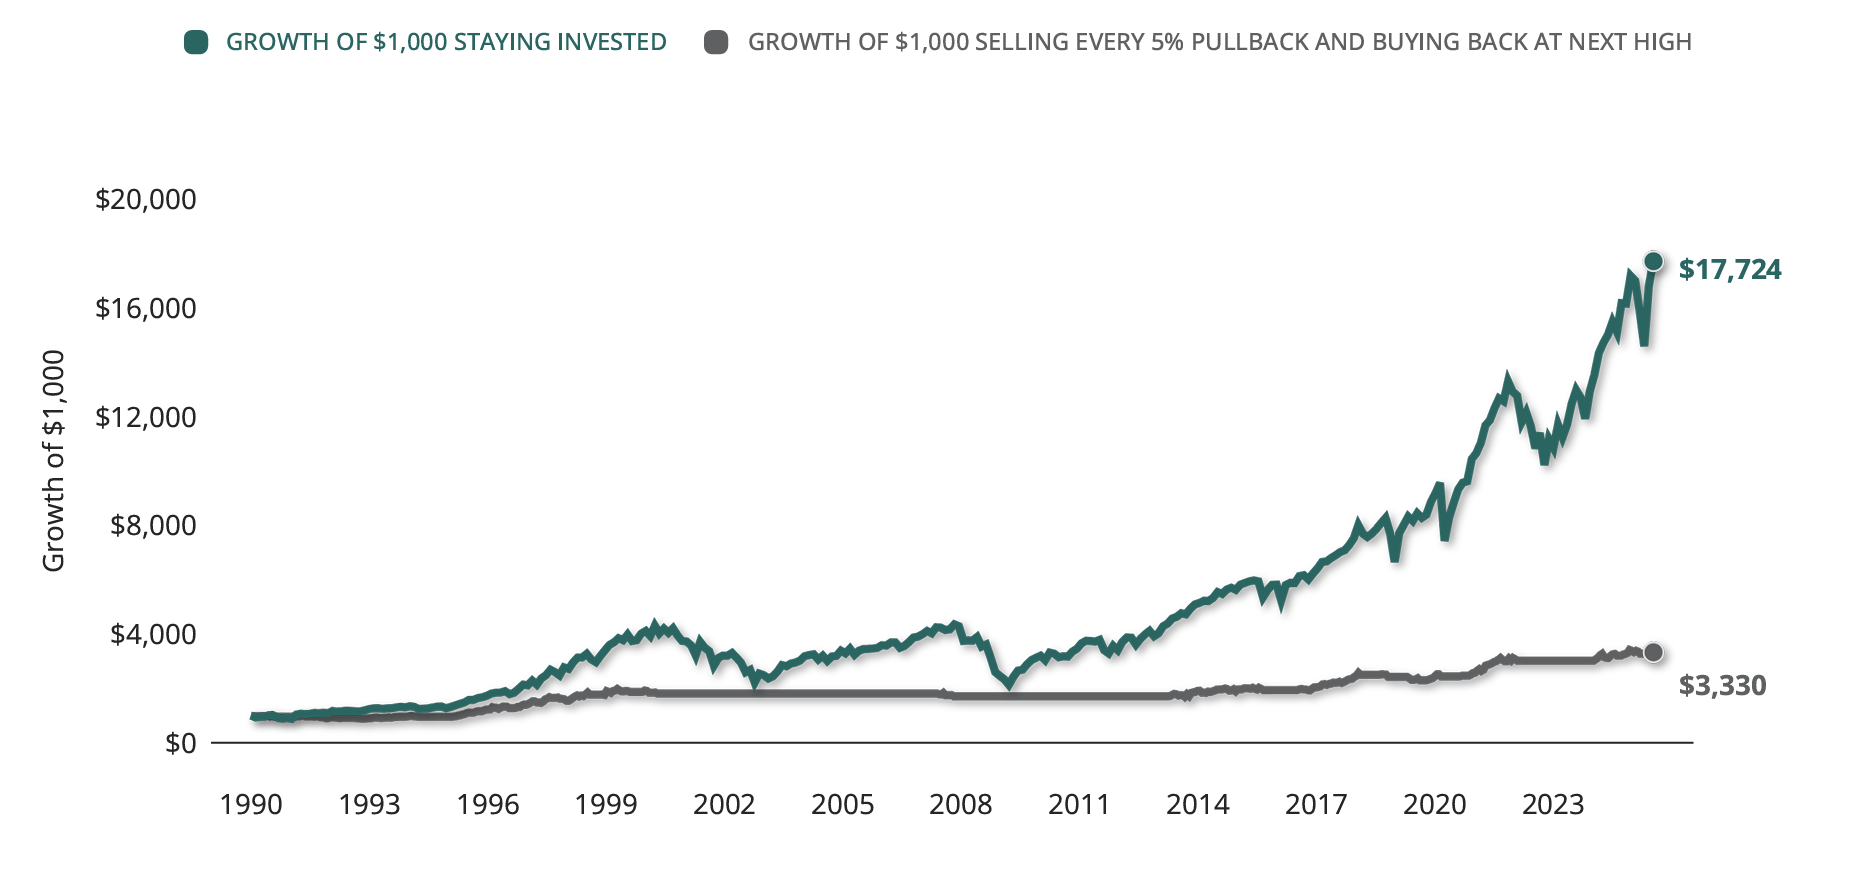 GROWTH OF $1,000 STAYING INVESTED
GROWTH OF $1,000 SELLING EVERY 5% PULLBACK AND BUYING BACK AT NEXT HIGH
Growth of $1,000
$20,000
$16,000
$12,000
$8,000
$4,000
$0
$17,724
$3,330
1990 1993 1996 1999 2002 2005 2008 2011 2014 2017 2020 2023